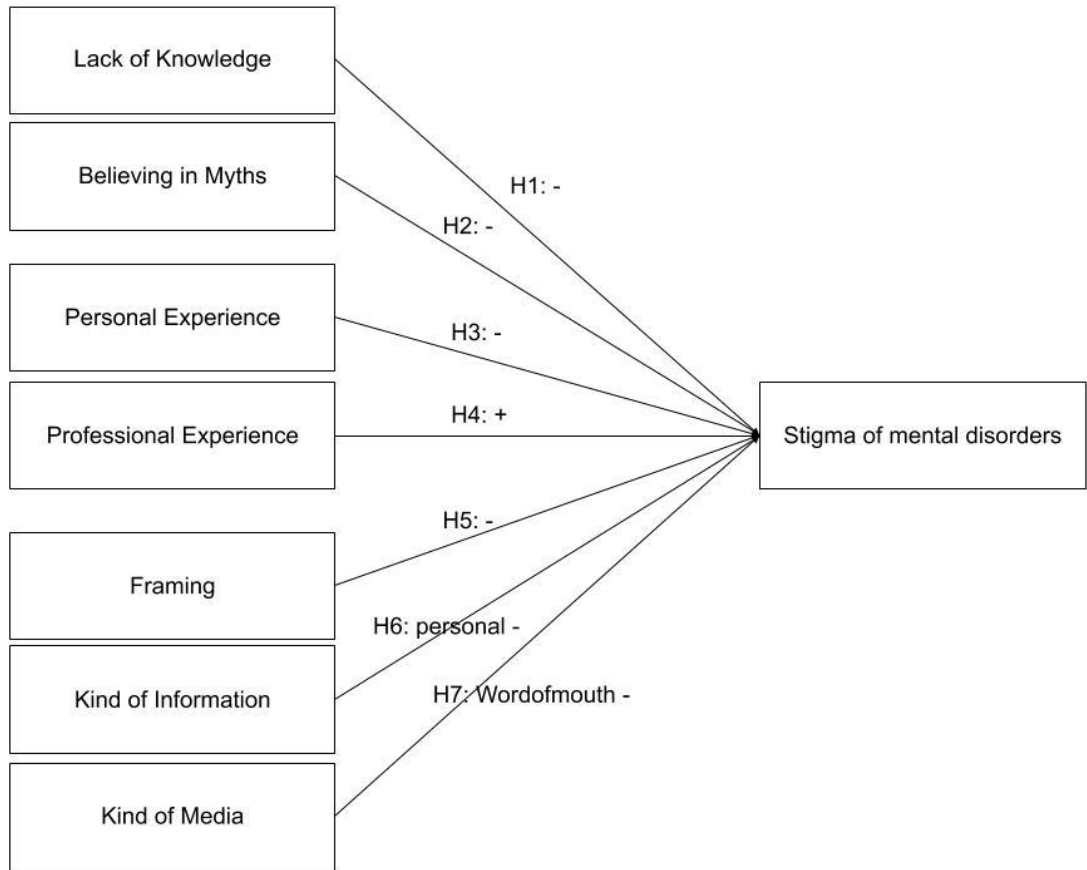 Lack of Knowledge
Believing in Myths
H1: -
H2: -
Personal Experience
H3: -
Professional Experience
H4: +
Stigma of mental disorders
H5: -
Framing
H6: personal -
Kind of Information
H7: Wordofmouth -
Kind of Media